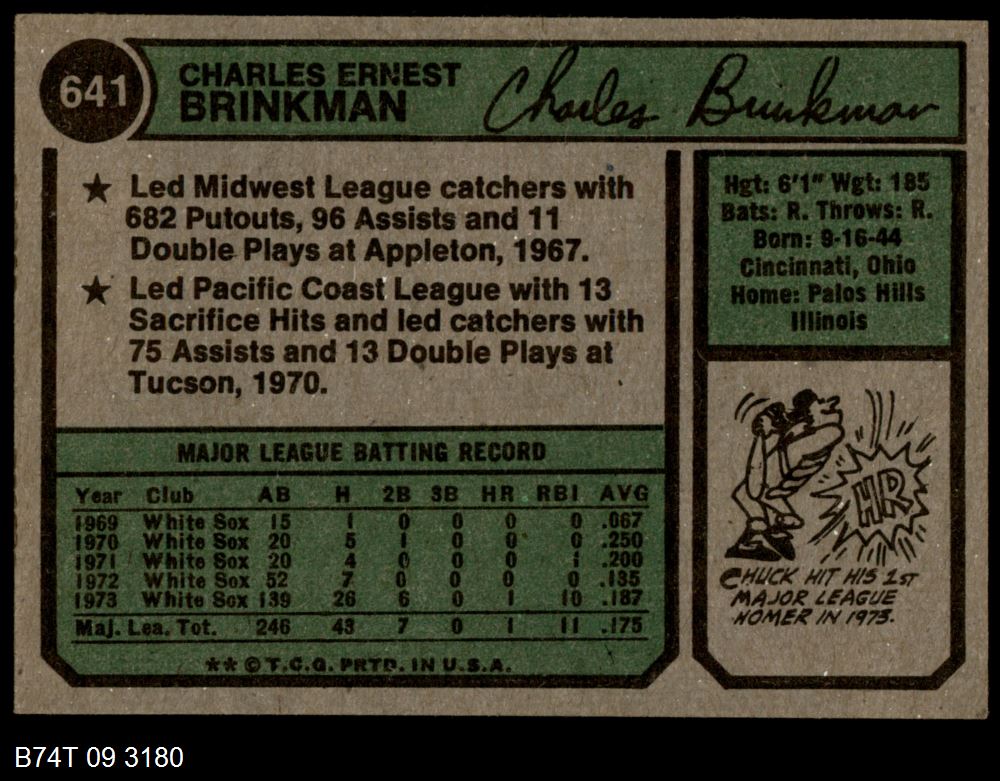 641
CHARLES ERNEST
BRINKMAN
Charles Brinkman
★ Led Midwest League catchers with
682 Putouts, 96 Assists and 11
Double Plays at Appleton, 1967.
★ Led Pacific Coast League with 13
Sacrifice Hits and led catchers with
75 Assists and 13 Double Plays at
Tucson, 1970.
Hgt: 6'1" Wgt: 185
Bats: R. Throws: R.
Born: 9-16-44
Cincinnati, Ohio
Home: Palos Hills
Illinois
MAJOR LEAGUE BATTING RECORD
Year Club AB H 2B 3B HR RBI AVG
1969 White Sox 15 1 0 0 0 0 .067
1970 White Sox 20 5 1 0 0 0 .250
1971 White Sox 20 4 0 0 0 1 .200
1972 White Sox 52 7 0 0 0 0 .135
1973 White Sox 139 26 6 0 1 10 .187
Maj. Lea. Tot. 246 43 7 0 1 11 .175
** © T.C.G. PRTD. IN U.S.A.
HR
CHUCK HIT HIS 1ST
MAJOR LEAGUE
HOMER IN 1973.
B74T 09 3180